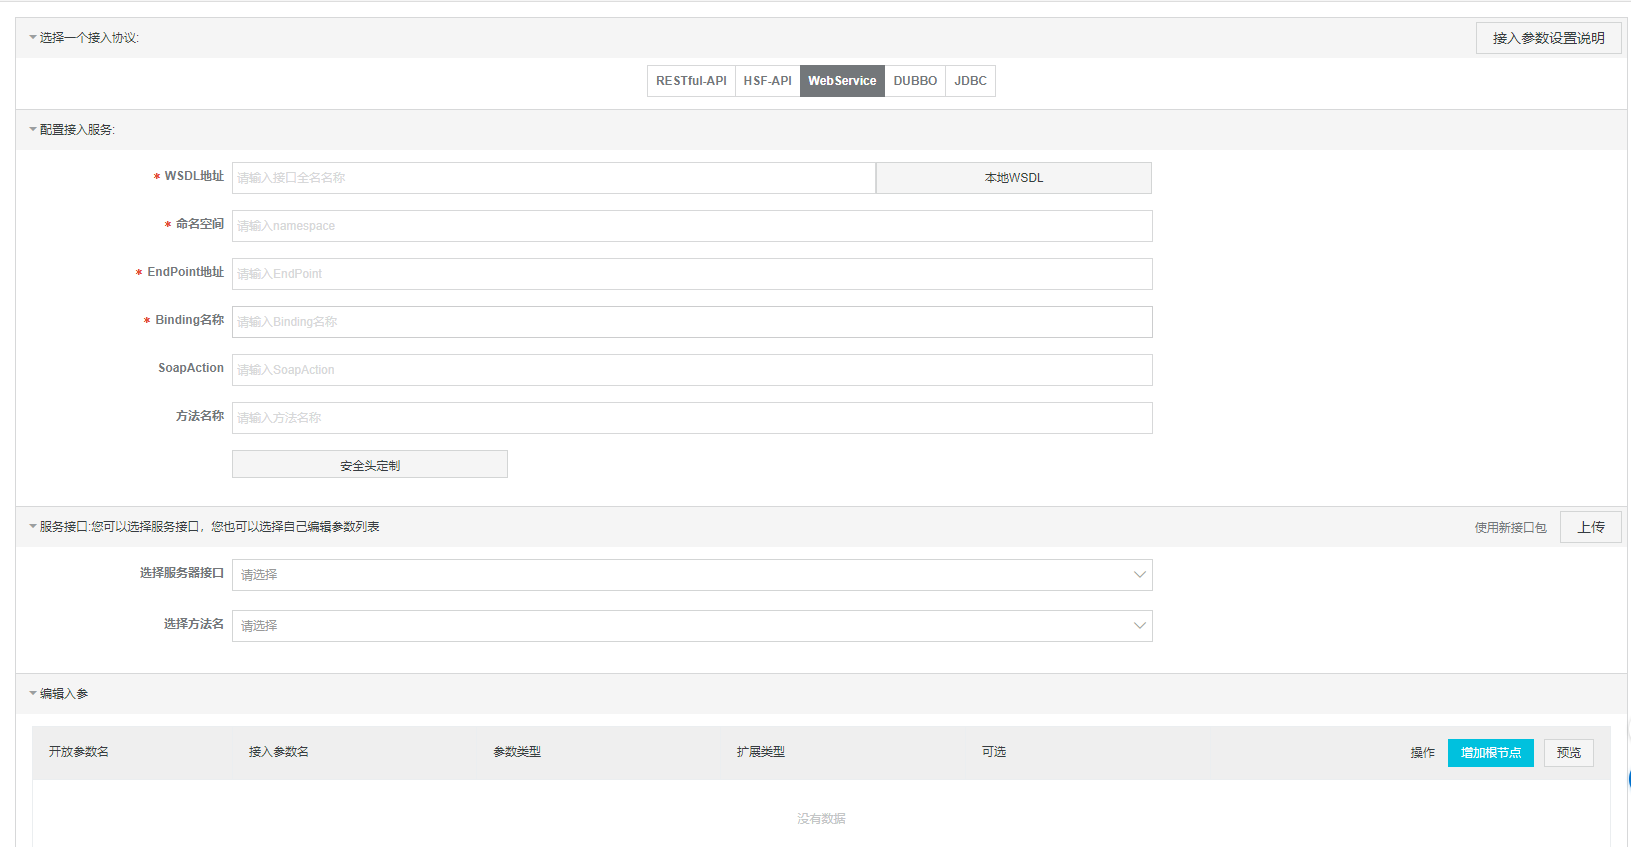 选择一个接入协议:
接入参数设置说明
RESTful-API HSF-API WebService DUBBO JDBC
配置接入服务:
* WSDL地址 请输入接口全名名称 本地WSDL
* 命名空间 请输入namespace
* EndPoint地址 请输入EndPoint
* Binding名称 请输入Binding名称
SoapAction 请输入SoapAction
方法名称 请输入方法名称
安全头定制
服务接口:您可以选择服务接口，您也可以选择自己编辑参数列表 使用新接口包 上传
选择服务器接口 请选择
选择方法名 请选择
编辑入参
开放参数名 接入参数名 参数类型 扩展类型 可选 操作 增加根节点 预览
没有数据